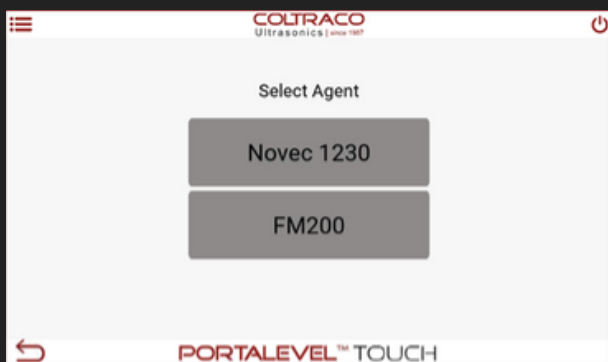 COLTRACO
Ultrasonics | since 1987
Select Agent
Novec 1230
FM200
PORTALEVEL™ TOUCH